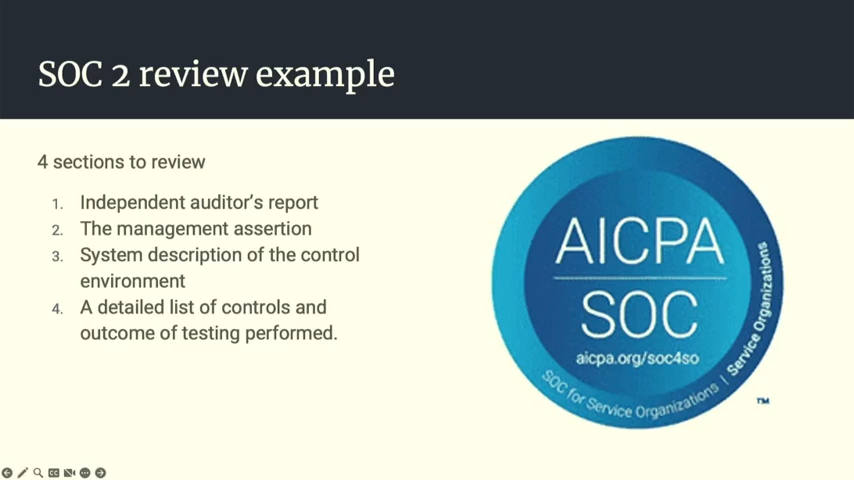 SOC 2 review example
4 sections to review
1. Independent auditor’s report
2. The management assertion
3. System description of the control
environment
4. A detailed list of controls and
outcome of testing performed.
AICPA
SOC
aicpa.org/soc4so
SOC for Service Organizations | Service Organizations
TM
CC